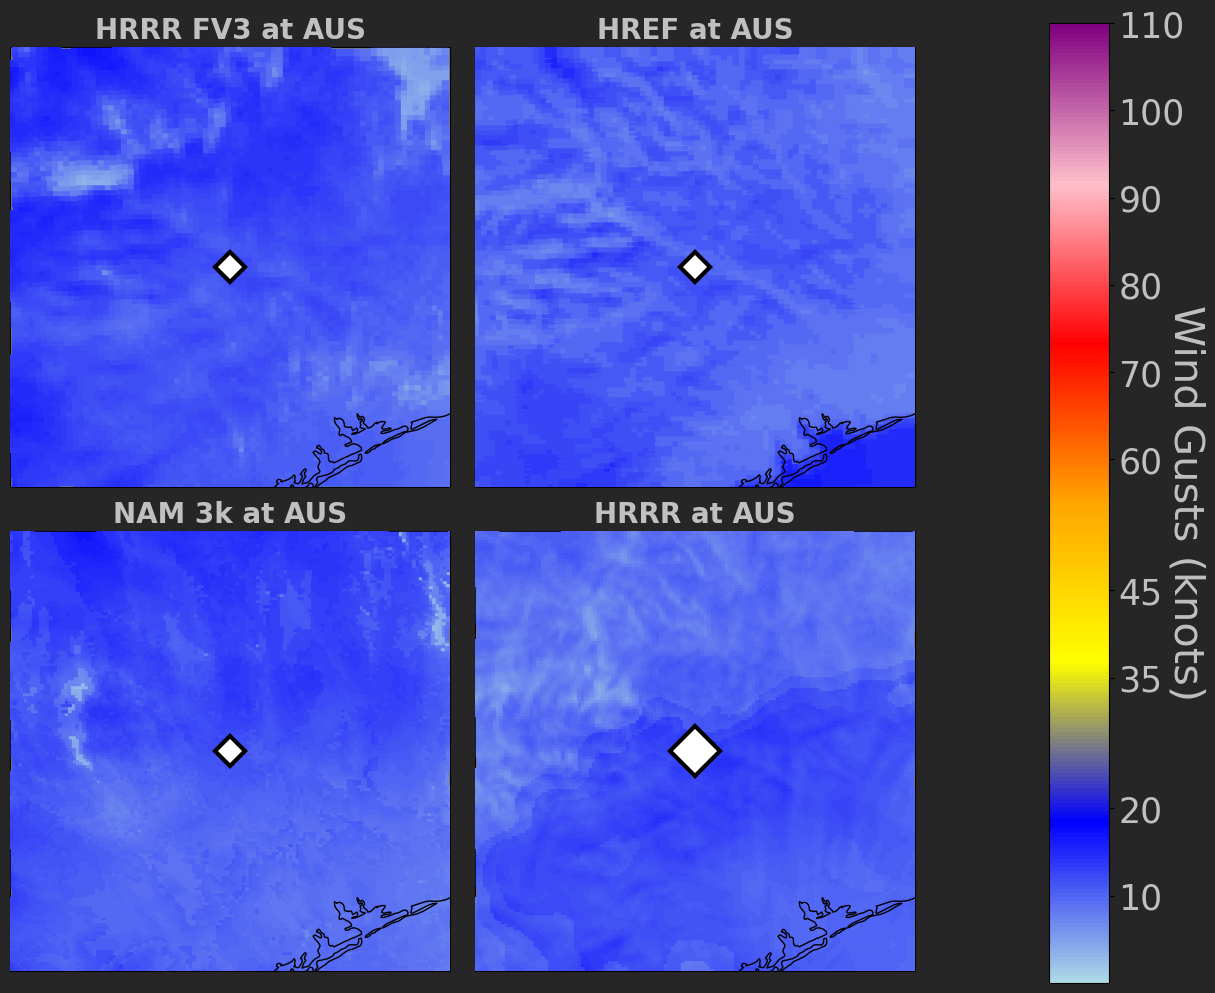 HRRR FV3 at AUS
HREF at AUS
NAM 3k at AUS
HRRR at AUS
110
100
90
80
70
60
45
35
20
10
Wind Gusts (knots)